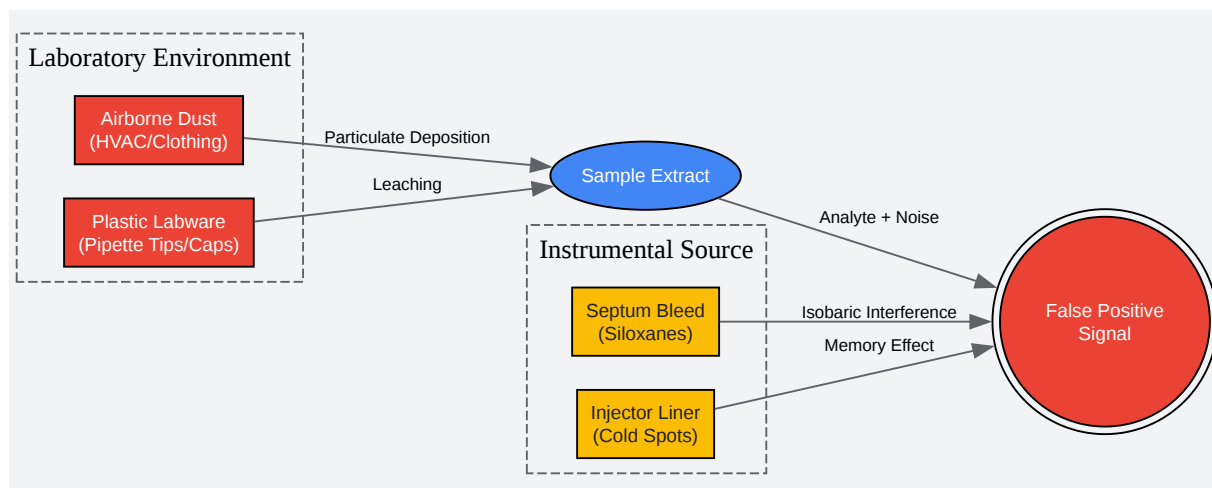 Laboratory Environment
Airborne Dust
(HVAC/Clothing)
Particulate Deposition
Plastic Labware
(Pipette Tips/Caps)
Leaching
Sample Extract
Analyte + Noise
Instrumental Source
Septum Bleed
(Siloxanes)
Isobaric Interference
Injector Liner
(Cold Spots)
Memory Effect
False Positive
Signal